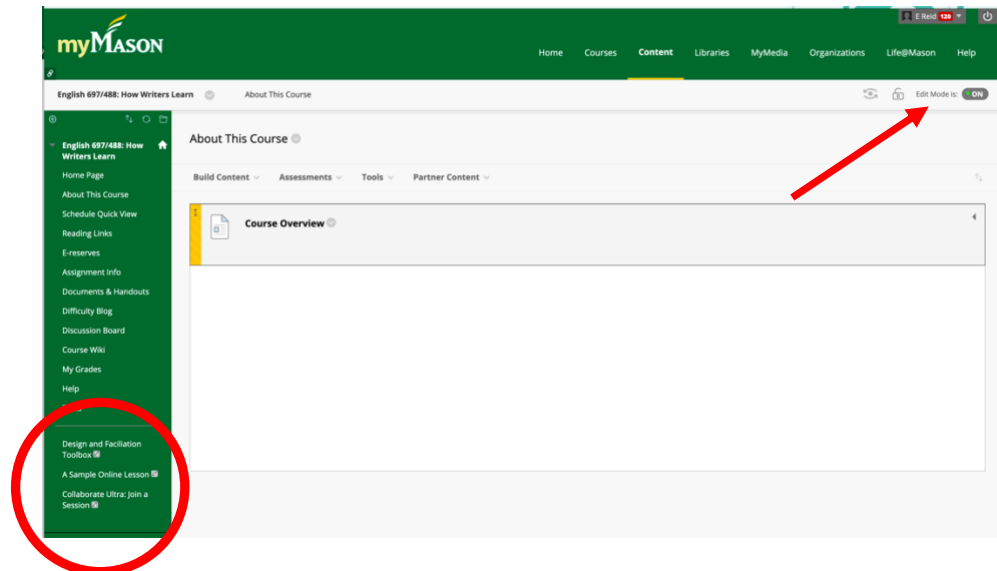 E Reid 128
myMason
Home Courses Content Libraries MyMedia Organizations Life@Mason Help
English 697/488: How Writers Learn About This Course Edit Mode is: ON
English 697/488: How
Writers Learn
Home Page
About This Course
Schedule Quick View
Reading Links
E-reserves
Assignment Info
Documents & Handouts
Difficulty Blog
Discussion Board
Course Wiki
My Grades
Help
Design and Faciliation
Toolbox
A Sample Online Lesson
Collaborate Ultra: Join a
Session
About This Course
Build Content Assessments Tools Partner Content
Course Overview